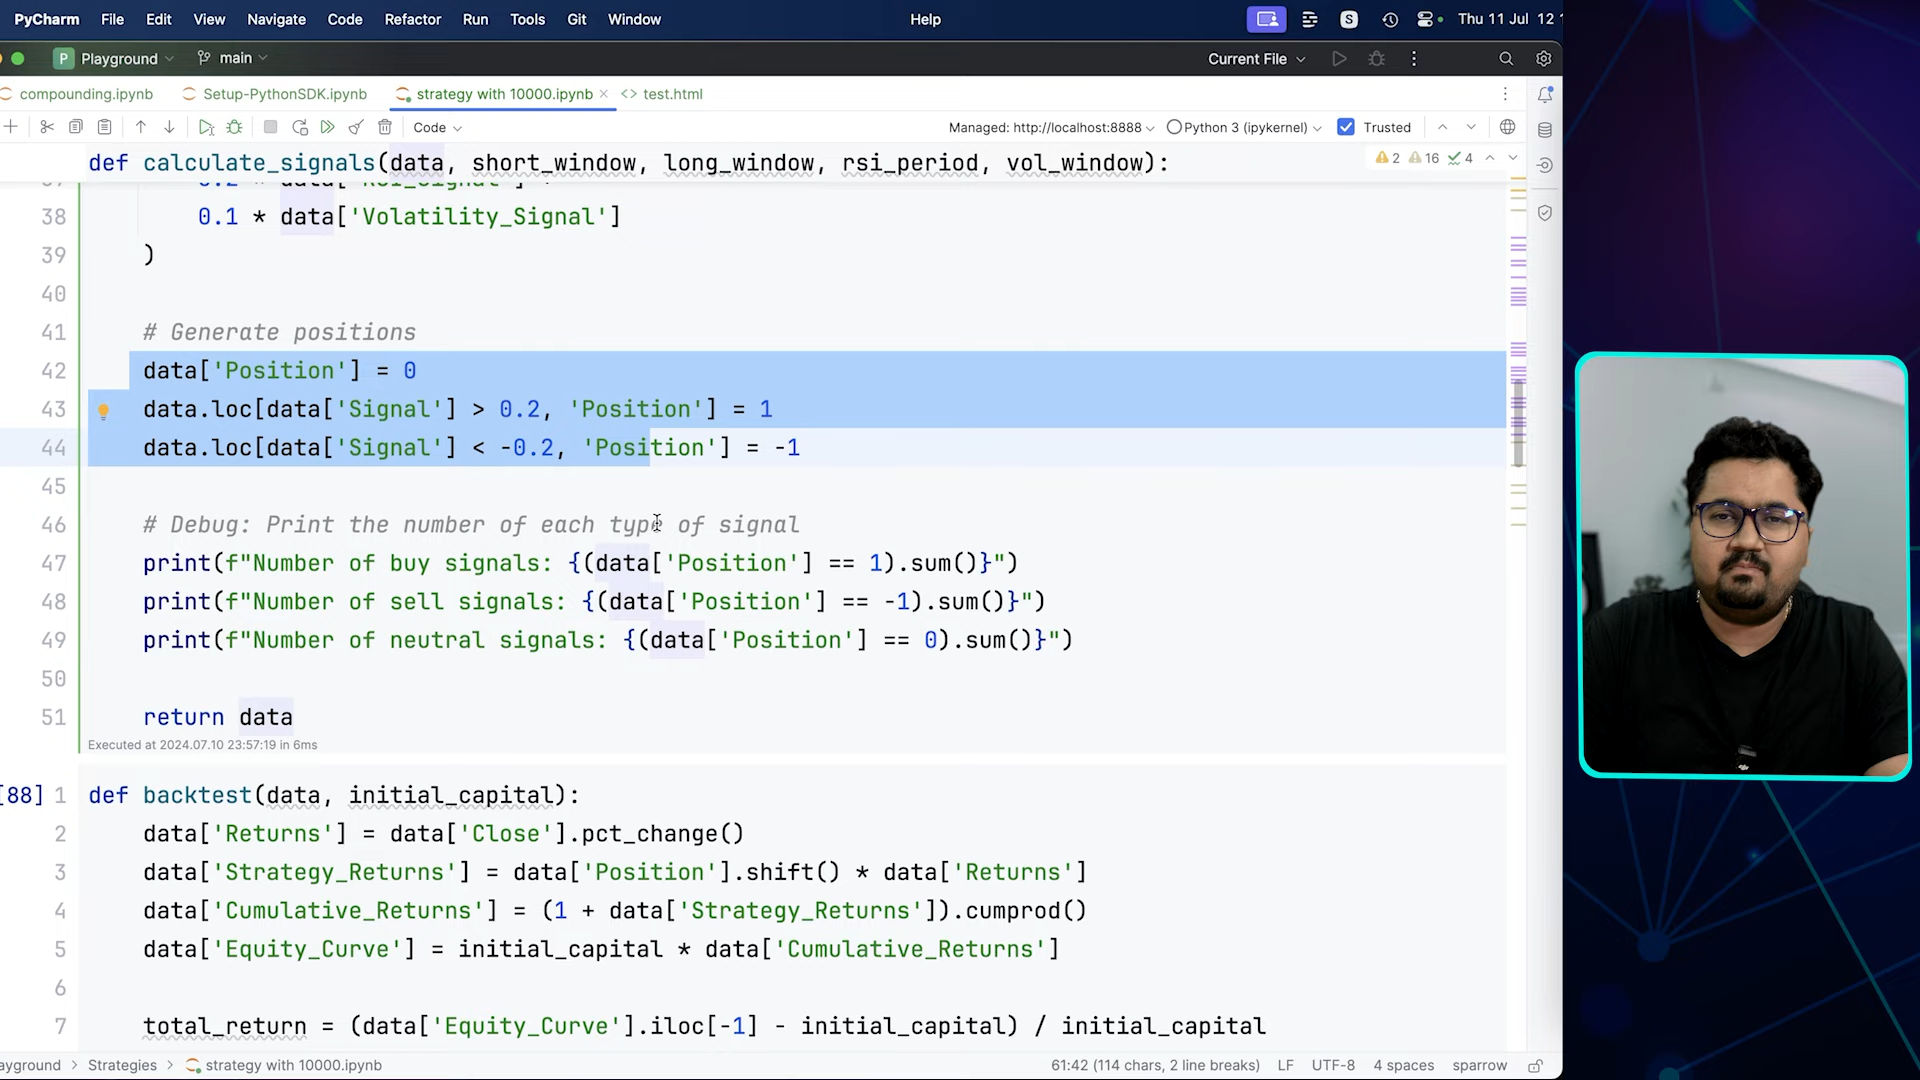 PyCharm File Edit View Navigate Code Refactor Run Tools Git Window Help S Thu 11 Jul 12
P Playground main Current File
compounding.ipynb Setup-PythonSDK.ipynb strategy with 10000.ipynb <> test.html
Code Managed: http://localhost:8888 Python 3 (ipykernel) Trusted
def calculate_signals(data, short_window, long_window, rsi_period, vol_window): 2 16 4
38 0.1 * data['Volatility_Signal']
39 )
40
41 # Generate positions
42 data['Position'] = 0
43 data.loc[data['Signal'] > 0.2, 'Position'] = 1
44 data.loc[data['Signal'] < -0.2, 'Position'] = -1
45
46 # Debug: Print the number of each type of signal
47 print(f"Number of buy signals: {(data['Position'] == 1).sum()}")
48 print(f"Number of sell signals: {(data['Position'] == -1).sum()}")
49 print(f"Number of neutral signals: {(data['Position'] == 0).sum()}")
50
51 return data
Executed at 2024.07.10 23:57:19 in 6ms
[88] 1 def backtest(data, initial_capital):
2 data['Returns'] = data['Close'].pct_change()
3 data['Strategy_Returns'] = data['Position'].shift() * data['Returns']
4 data['Cumulative_Returns'] = (1 + data['Strategy_Returns']).cumprod()
5 data['Equity_Curve'] = initial_capital * data['Cumulative_Returns']
6
7 total_return = (data['Equity_Curve'].iloc[-1] - initial_capital) / initial_capital
ayground > Strategies > strategy with 10000.ipynb 61:42 (114 chars, 2 line breaks) LF UTF-8 4 spaces sparrow